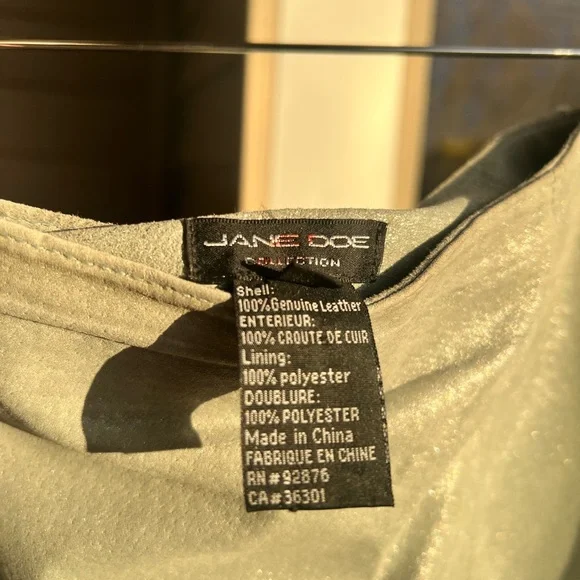 JANE DOE
COLLECTION
Shell:
100% Genuine Leather
ENTERIEUR:
100% CROUTE DE CUIR
Lining:
100% polyester
DOUBLURE:
100% POLYESTER
Made in China
FABRIQUE EN CHINE
RN#92876
CA#36301